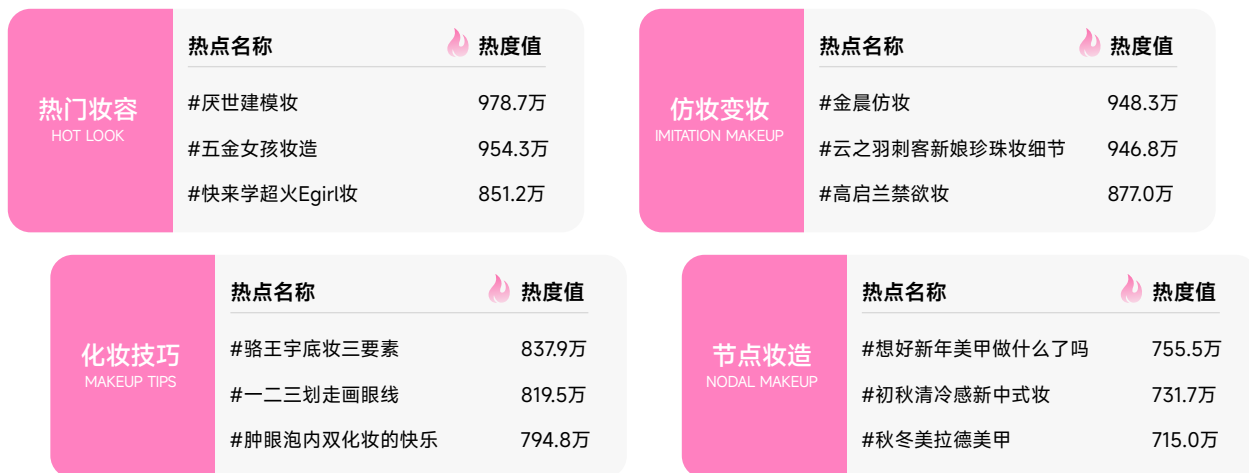 热门妆容
HOT LOOK
热点名称 热度值
#厌世建模妆 978.7万
#五金女孩妆造 954.3万
#快来学超火Egirl妆 851.2万
仿妆变妆
IMITATION MAKEUP
热点名称 热度值
#金晨仿妆 948.3万
#云之羽刺客新娘珍珠妆细节 946.8万
#高启兰禁欲妆 877.0万
化妆技巧
MAKEUP TIPS
热点名称 热度值
#骆王宇底妆三要素 837.9万
#一二三划走画眼线 819.5万
#肿眼泡内双化妆的快乐 794.8万
节点妆造
NODAL MAKEUP
热点名称 热度值
#想好新年美甲做什么了吗 755.5万
#初秋清冷感新中式妆 731.7万
#秋冬美拉德美甲 715.0万